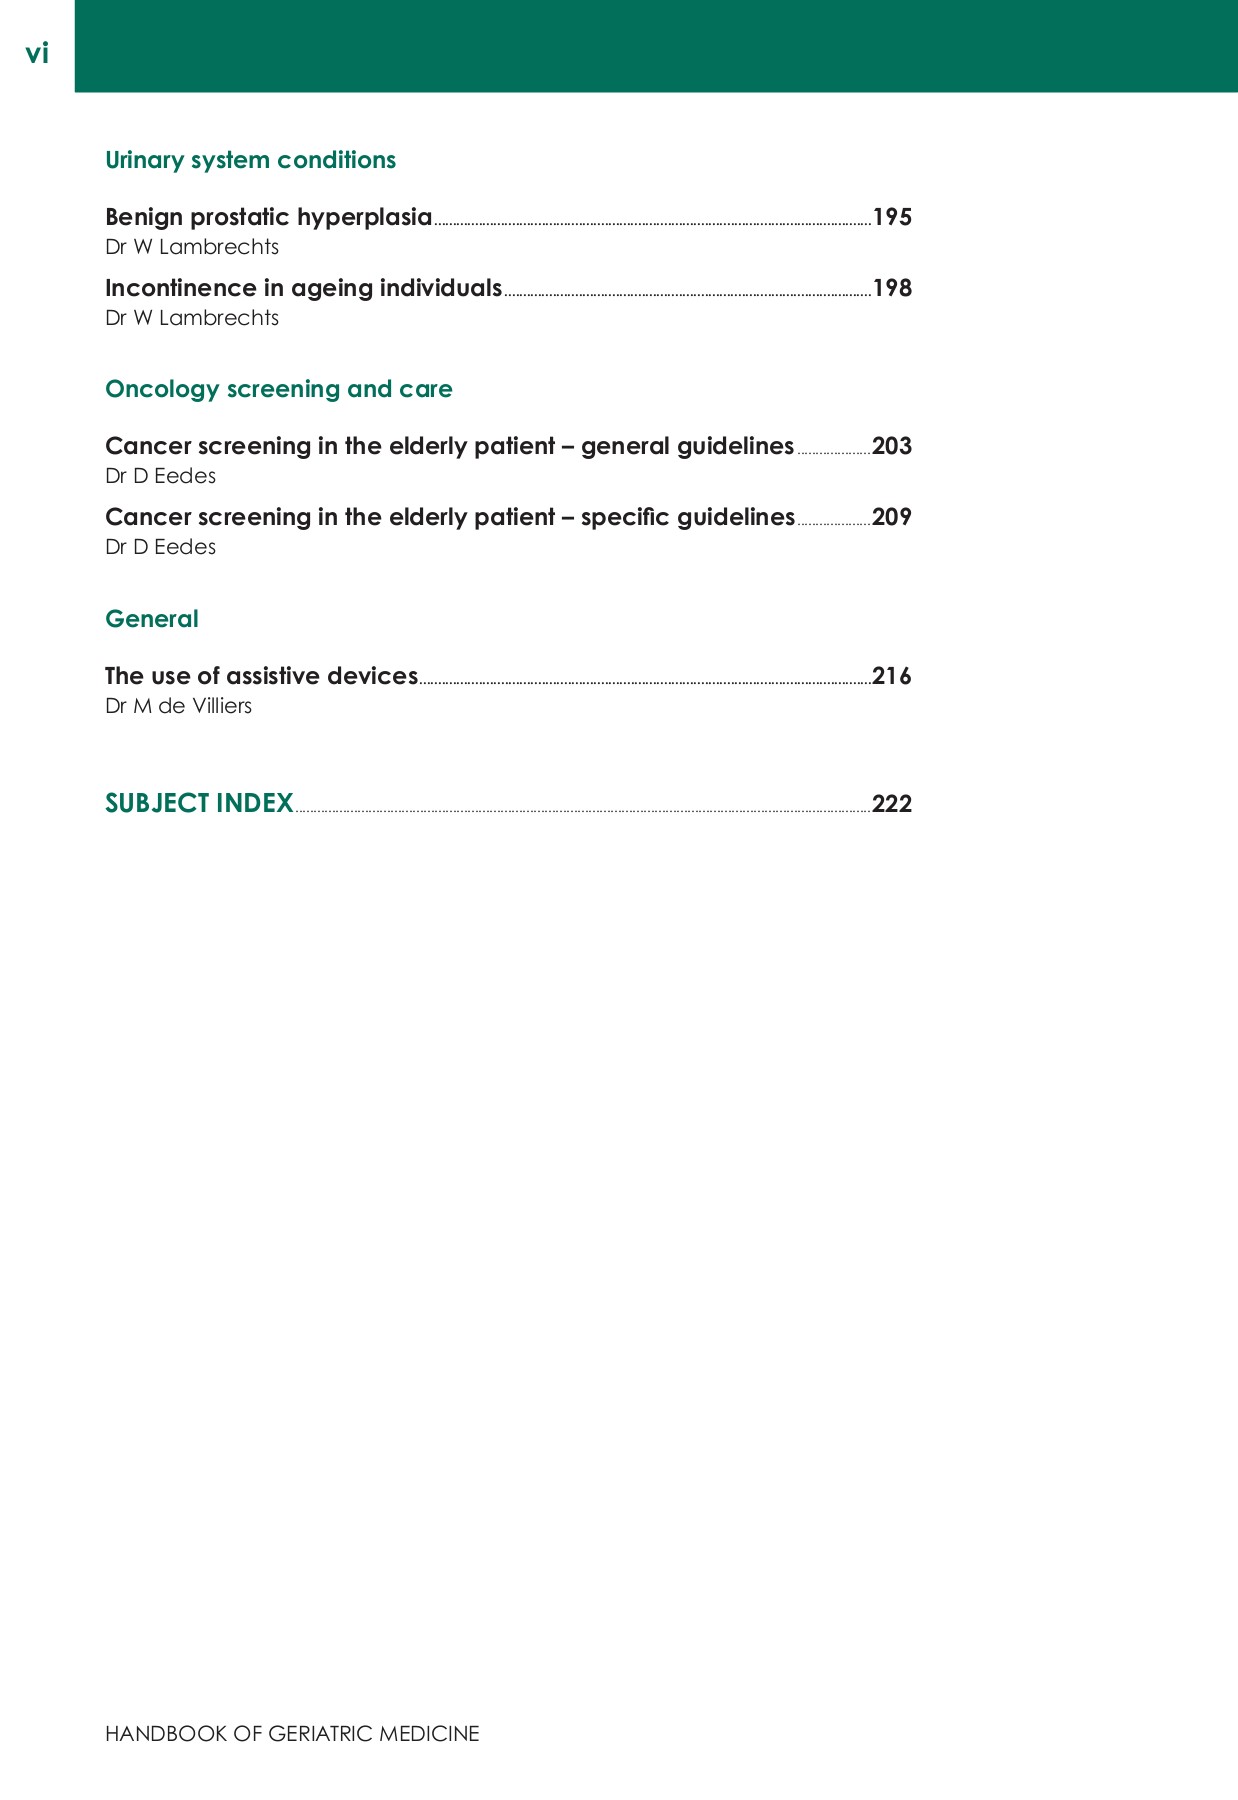 vi
Urinary system conditions
Benign prostatic hyperplasia........................................................................................................................195
Dr W Lambrechts
Incontinence in ageing individuals....................................................................................................198
Dr W Lambrechts
Oncology screening and care
Cancer screening in the elderly patient – general guidelines....................203
Dr D Eedes
Cancer screening in the elderly patient – specific guidelines....................209
Dr D Eedes
General
The use of assistive devices............................................................................................................................216
Dr M de Villiers
SUBJECT INDEX............................................................................................................................................................222
HANDBOOK OF GERIATRIC MEDICINE